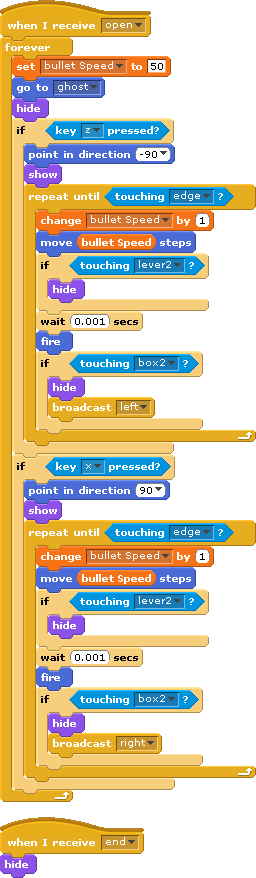 when I receive open
forever
set bullet Speed to 50
go to ghost
hide
if key z pressed?
point in direction -90
show
repeat until touching edge ?
change bullet Speed by 1
move bullet Speed steps
if touching lever2 ?
hide
wait 0.001 secs
fire
if touching box2 ?
hide
broadcast left
if key x pressed?
point in direction 90
show
repeat until touching edge ?
change bullet Speed by 1
move bullet Speed steps
if touching lever2 ?
hide
wait 0.001 secs
fire
if touching box2 ?
hide
broadcast right
when I receive end
hide